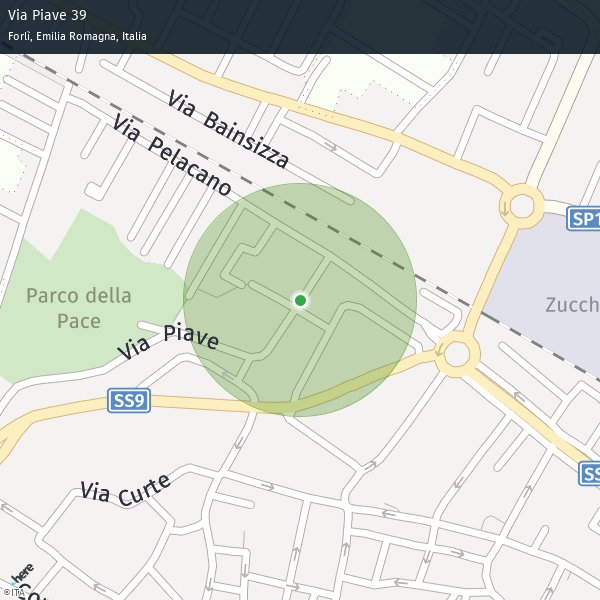 Via Piave 39
Forlì, Emilia Romagna, Italia
Via Bainsizza
Via Pelacano
SP1
Parco della
Pace
Zucch
Via Piave
SS9
SS
Via Curte
here
©ITA